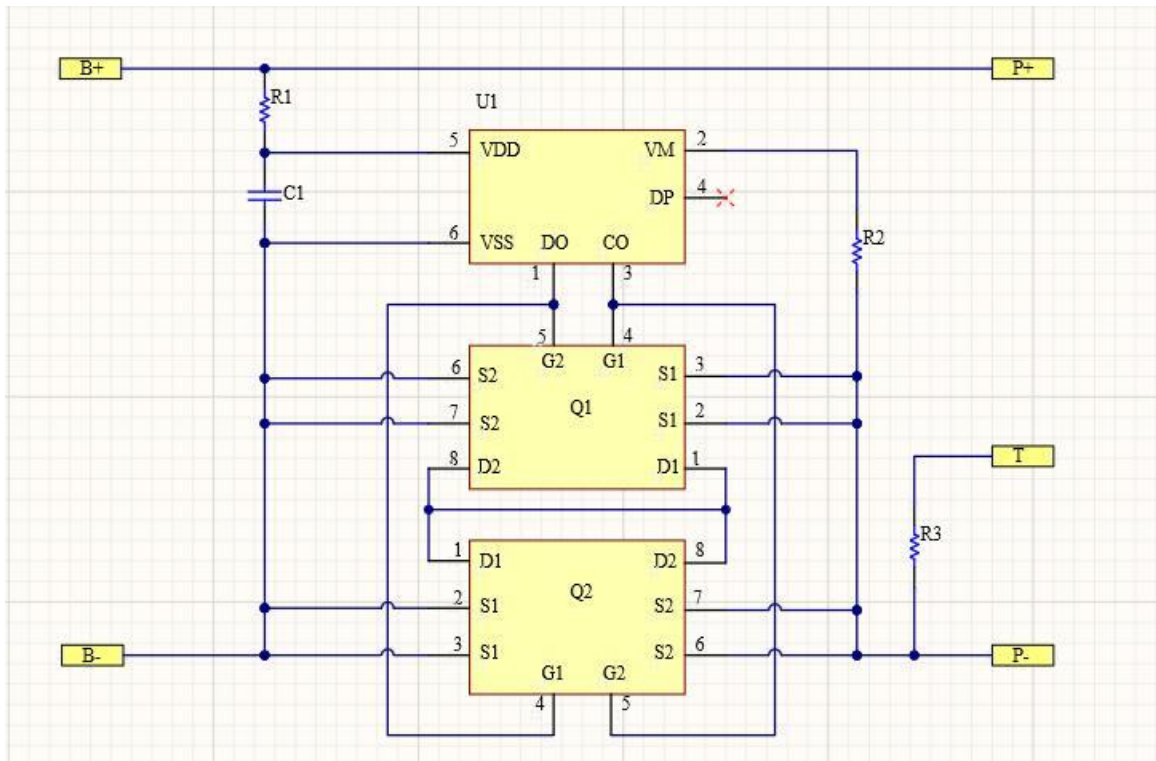 B+
P+
R1
U1
5 VDD VM 2
C1
DP 4
6 VSS DO CO
R2
1 3
5 4
G2 G1
6 S2 S1 3
Q1
7 S2 S1 2
8 D2 D1 1
T
R3
1 D1 D2 8
Q2
2 S1 S2 7
B- 3 S1 S2 6 P-
G1 G2
4 5